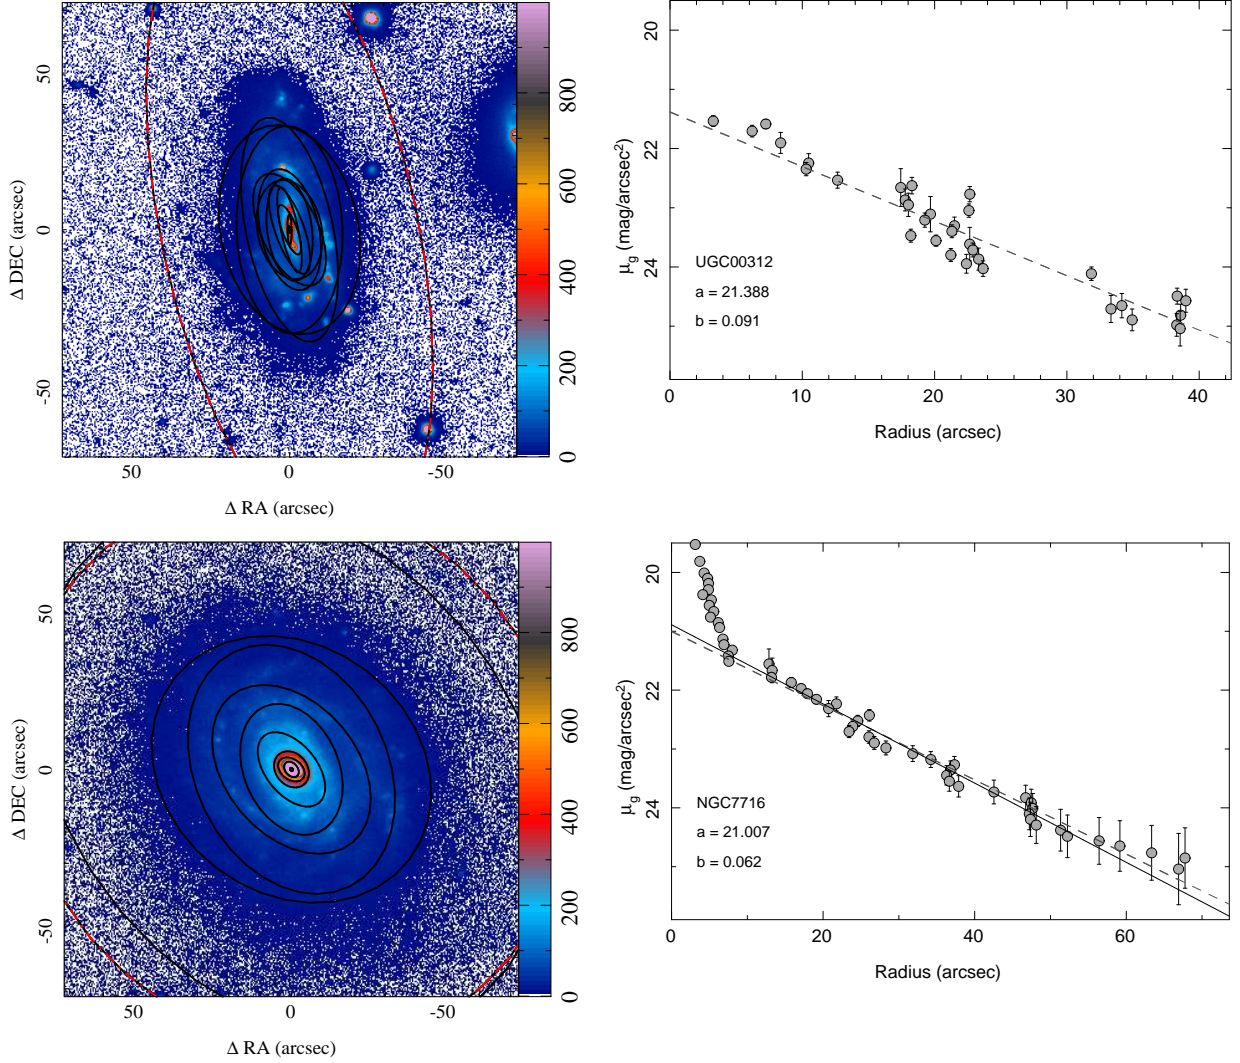 50
0
-50
Δ DEC (arcsec)
50
0
-50
Δ RA (arcsec)
0
200
400
600
800
20
22
24
μg (mag/arcsec²)
UGC00312
a = 21.388
b = 0.091
0
10
20
30
40
Radius (arcsec)
50
0
-50
Δ DEC (arcsec)
50
0
-50
Δ RA (arcsec)
0
200
400
600
800
20
22
24
μg (mag/arcsec²)
NGC7716
a = 21.007
b = 0.062
0
20
40
60
Radius (arcsec)